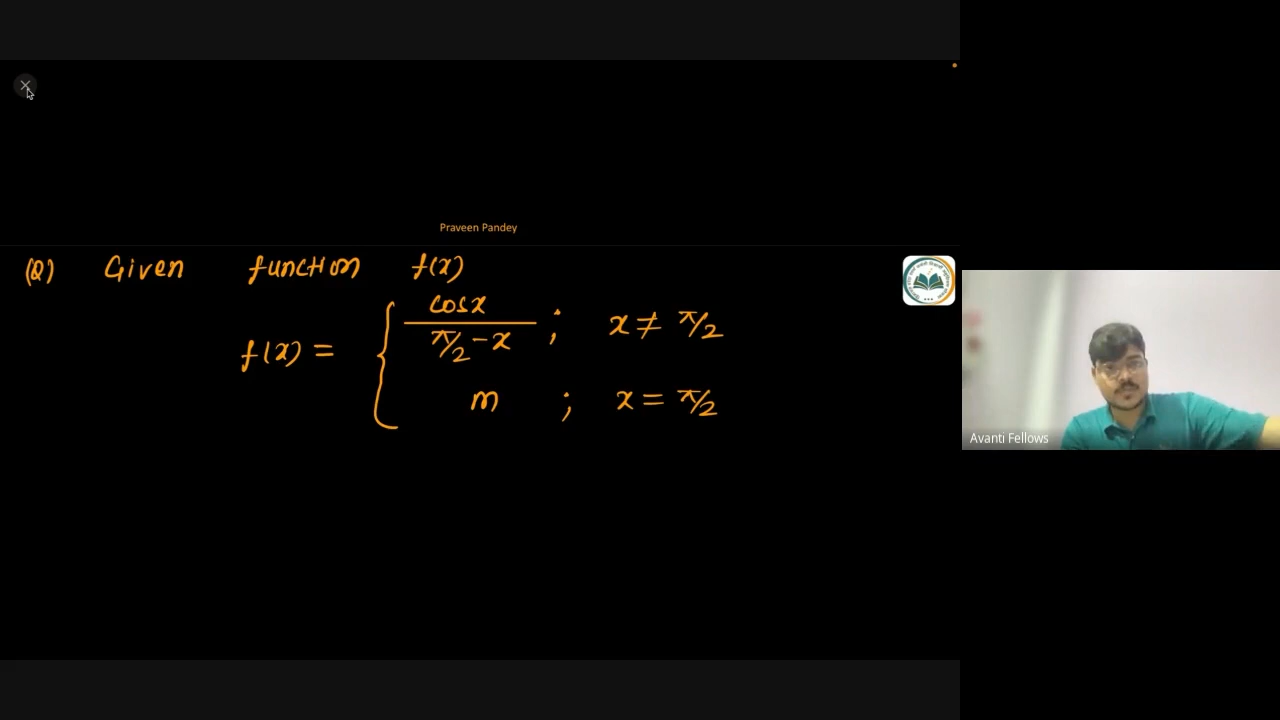 Praveen Pandey
(Q) Given function f(x)
f(x) = { cosx / π/2 - x ; x ≠ π/2
m ; x = π/2
Avanti Fellows